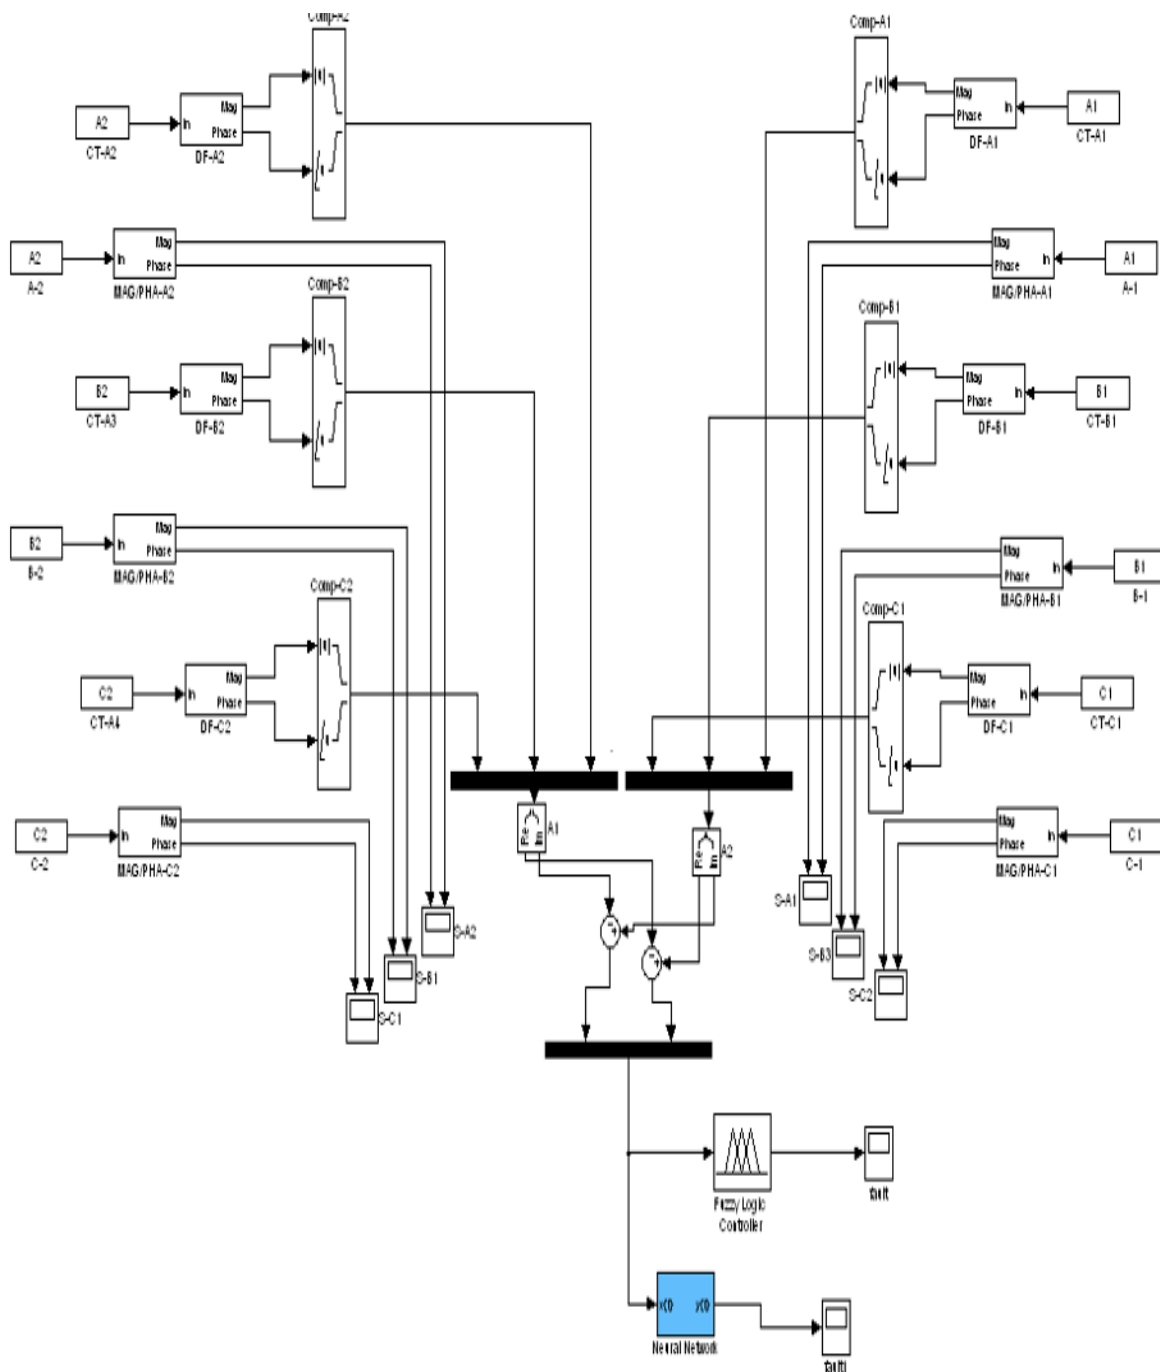 Comp-A2
A2
In
Mag
Phase
CT-A2
DF-A2
|u|
A2
In
Mag
Phase
A-2
MAG/PHA-A2
Comp-B2
|u|
B2
In
Mag
Phase
CT-A3
DF-B2
B2
In
Mag
Phase
B-2
MAG/PHA-B2
Comp-C2
|u|
C2
In
Mag
Phase
CT-A4
DF-C2
C2
In
Mag
Phase
C-2
MAG/PHA-C2
Comp-A1
|u|
Mag
Phase
In
A1
DF-A1
CT-A1
Mag
Phase
In
A1
MAG/PHA-A1
A-1
Comp-B1
|u|
Mag
Phase
In
B1
DF-B1
CT-B1
Mag
Phase
In
B1
MAG/PHA-B1
B-1
Comp-C1
|u|
Mag
Phase
In
C1
DF-C1
CT-C1
Mag
Phase
In
C1
MAG/PHA-C1
C-1
Re
Im
A1
Re
Im
A2
S-A2
S-B1
S-C1
S-A1
S-B3
S-C2
Fuzzy Logic
Controller
fault
x{1}
y{1}
Neural Network
fault1